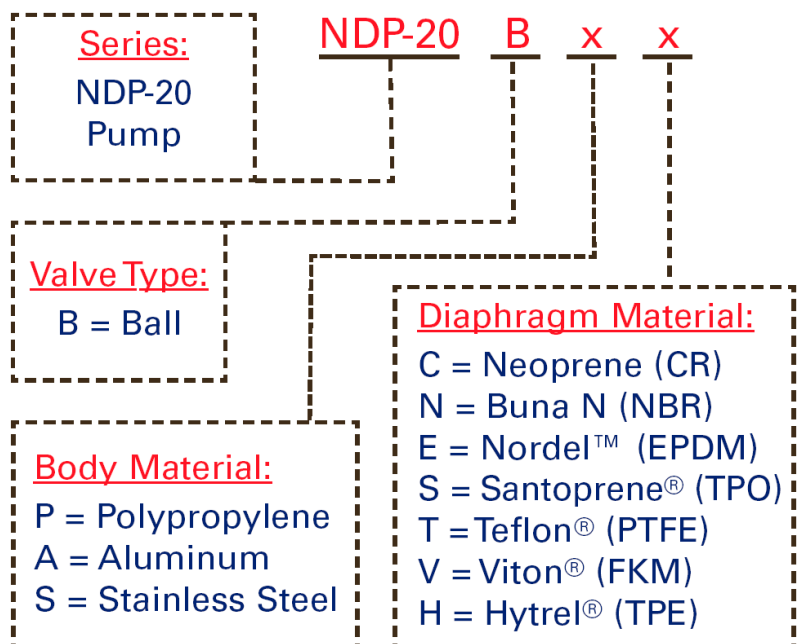 NDP-20 B x x
Series:
NDP-20
Pump
Valve Type:
B = Ball
Body Material:
P = Polypropylene
A = Aluminum
S = Stainless Steel
Diaphragm Material:
C = Neoprene (CR)
N = Buna N (NBR)
E = Nordel™ (EPDM)
S = Santoprene® (TPO)
T = Teflon® (PTFE)
V = Viton® (FKM)
H = Hytrel® (TPE)